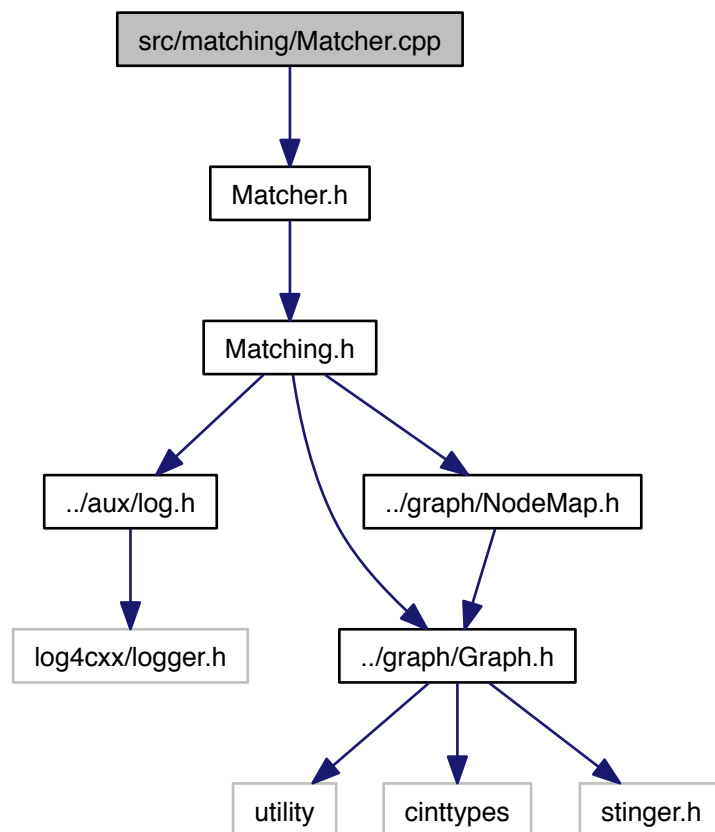 src/matching/Matcher.cpp
Matcher.h
Matching.h
../aux/log.h
../graph/NodeMap.h
log4cxx/logger.h
../graph/Graph.h
utility
cinttypes
stinger.h